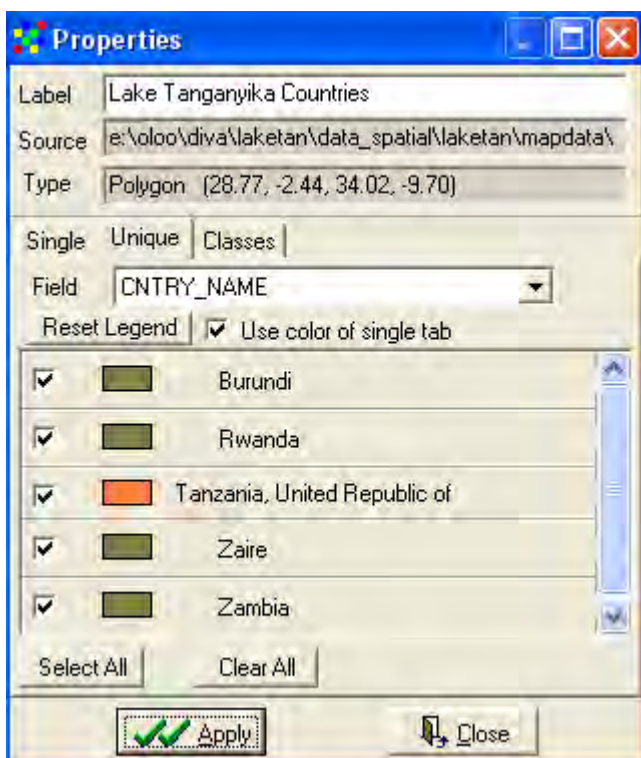 Properties
Label Lake Tanganyika Countries
Source e:\oloo\diva\laketan\data_spatial\laketan\mapdata\
Type Polygon (28.77, -2.44, 34.02, -9.70)
Single Unique Classes
Field CNTRY_NAME
Reset Legend Use color of single tab
Burundi
Rwanda
Tanzania, United Republic of
Zaire
Zambia
Select All Clear All
Apply Close